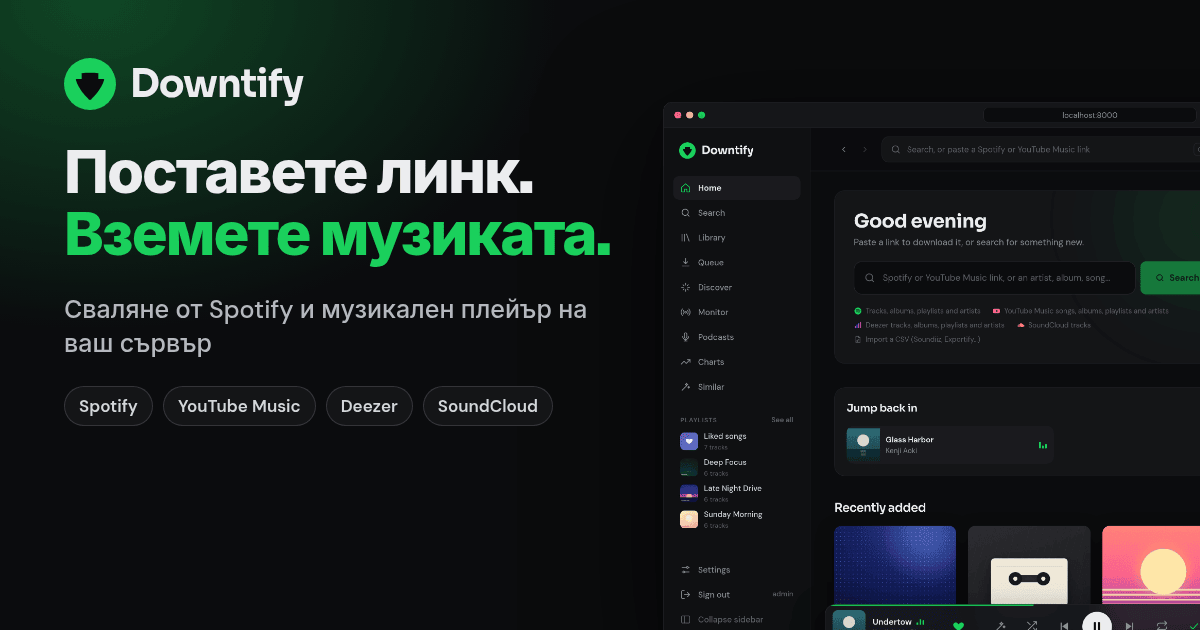 Downtify
Поставете линк.
Вземете музиката.
Сваляне от Spotify и музикален плейър на
ваш сървър
Spotify
YouTube Music
Deezer
SoundCloud
localhost:8000
Downtify
Search, or paste a Spotify or YouTube Music link
Home
Search
Library
Queue
Discover
Monitor
Podcasts
Charts
Similar
PLAYLISTS
See all
Liked songs
7 tracks
Deep Focus
6 tracks
Late Night Drive
6 tracks
Sunday Morning
6 tracks
Settings
Sign out
admin
Collapse sidebar
Good evening
Paste a link to download it, or search for something new.
Spotify or YouTube Music link, or an artist, album, song...
Search
Tracks, albums, playlists and artists
YouTube Music songs, albums, playlists and artists
Deezer tracks, albums, playlists and artists
SoundCloud tracks
Import a CSV (Soundiiz, Exportify, )
Jump back in
Glass Harbor
Kenji Aoki
Recently added
Undertow